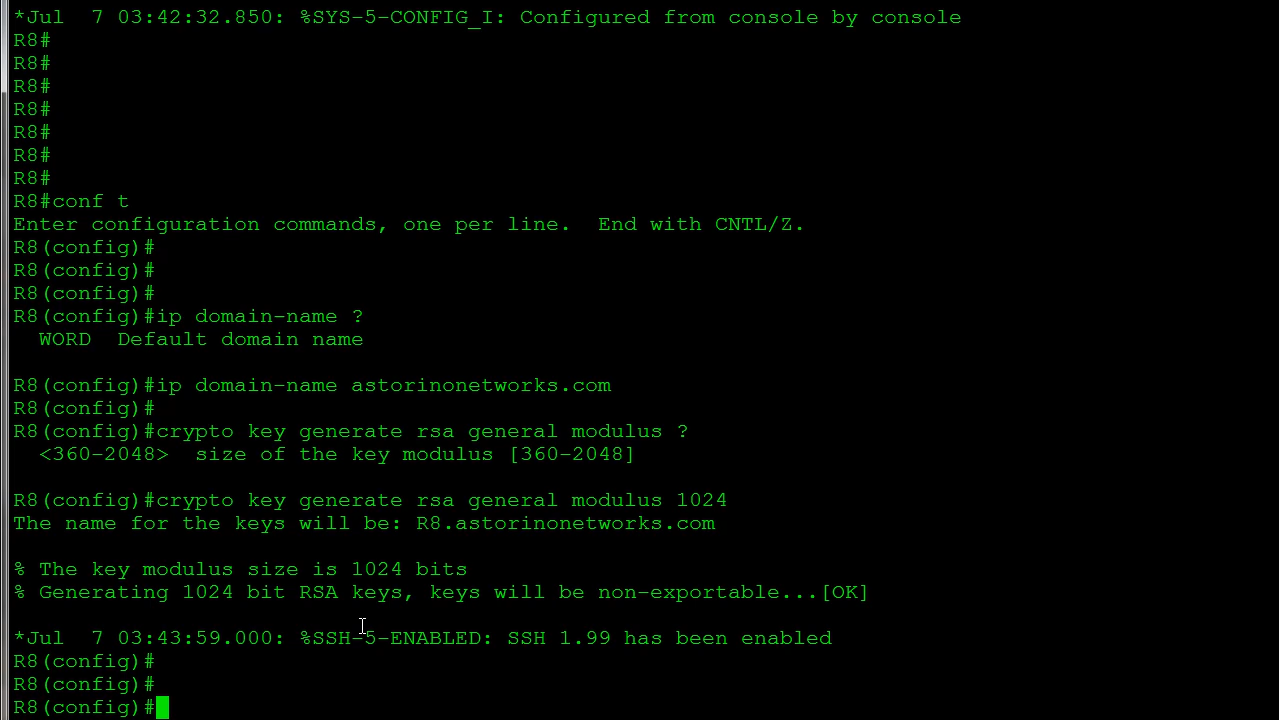 *Jul  7 03:42:32.850: %SYS-5-CONFIG_I: Configured from console by console
R8#
R8#
R8#
R8#
R8#
R8#
R8#
R8#conf t
Enter configuration commands, one per line.  End with CNTL/Z.
R8(config)#
R8(config)#
R8(config)#
R8(config)#ip domain-name ?
  WORD  Default domain name
R8(config)#ip domain-name astorinonetworks.com
R8(config)#
R8(config)#crypto key generate rsa general modulus ?
  <360-2048>  size of the key modulus [360-2048]
R8(config)#crypto key generate rsa general modulus 1024
The name for the keys will be: R8.astorinonetworks.com
% The key modulus size is 1024 bits
% Generating 1024 bit RSA keys, keys will be non-exportable...[OK]
*Jul  7 03:43:59.000: %SSH-5-ENABLED: SSH 1.99 has been enabled
R8(config)#
R8(config)#
R8(config)#